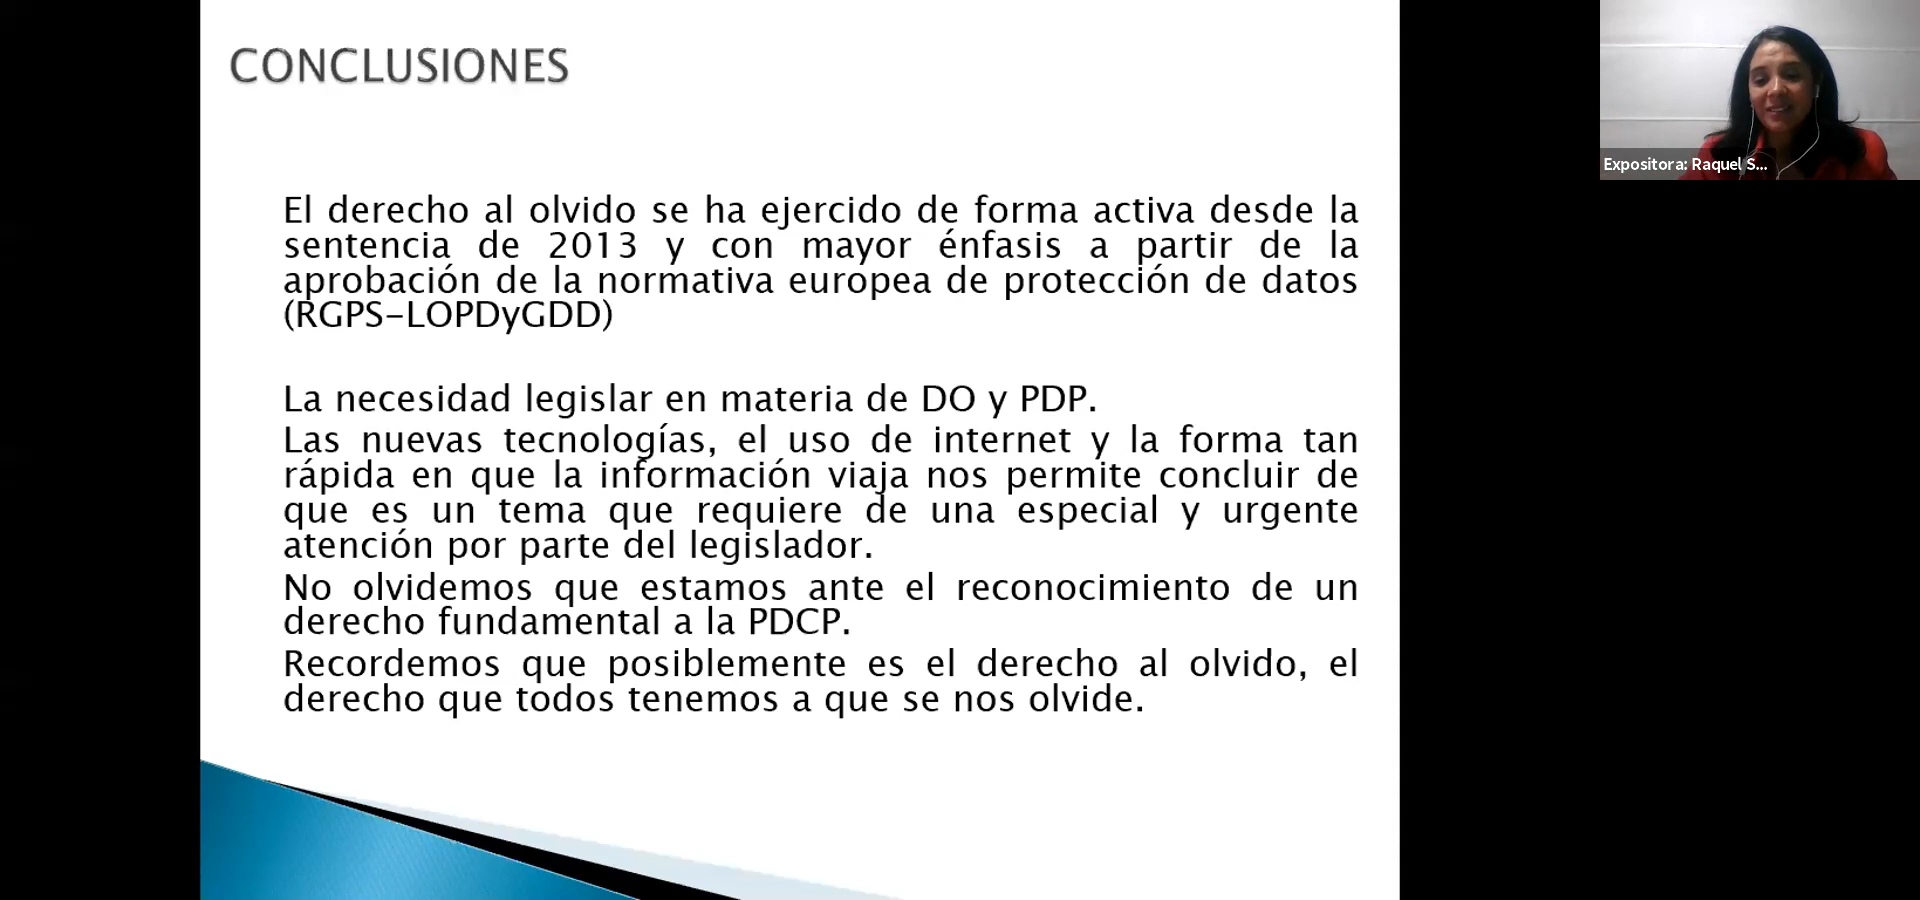 CONCLUSIONES
El derecho al olvido se ha ejercido de forma activa desde la
sentencia de 2013 y con mayor énfasis a partir de la
aprobación de la normativa europea de protección de datos
(RGPS-LOPDyGDD)
La necesidad legislar en materia de DO y PDP.
Las nuevas tecnologías, el uso de internet y la forma tan
rápida en que la información viaja nos permite concluir de
que es un tema que requiere de una especial y urgente
atención por parte del legislador.
No olvidemos que estamos ante el reconocimiento de un
derecho fundamental a la PDCP.
Recordemos que posiblemente es el derecho al olvido, el
derecho que todos tenemos a que se nos olvide.
Expositora: Raquel S...